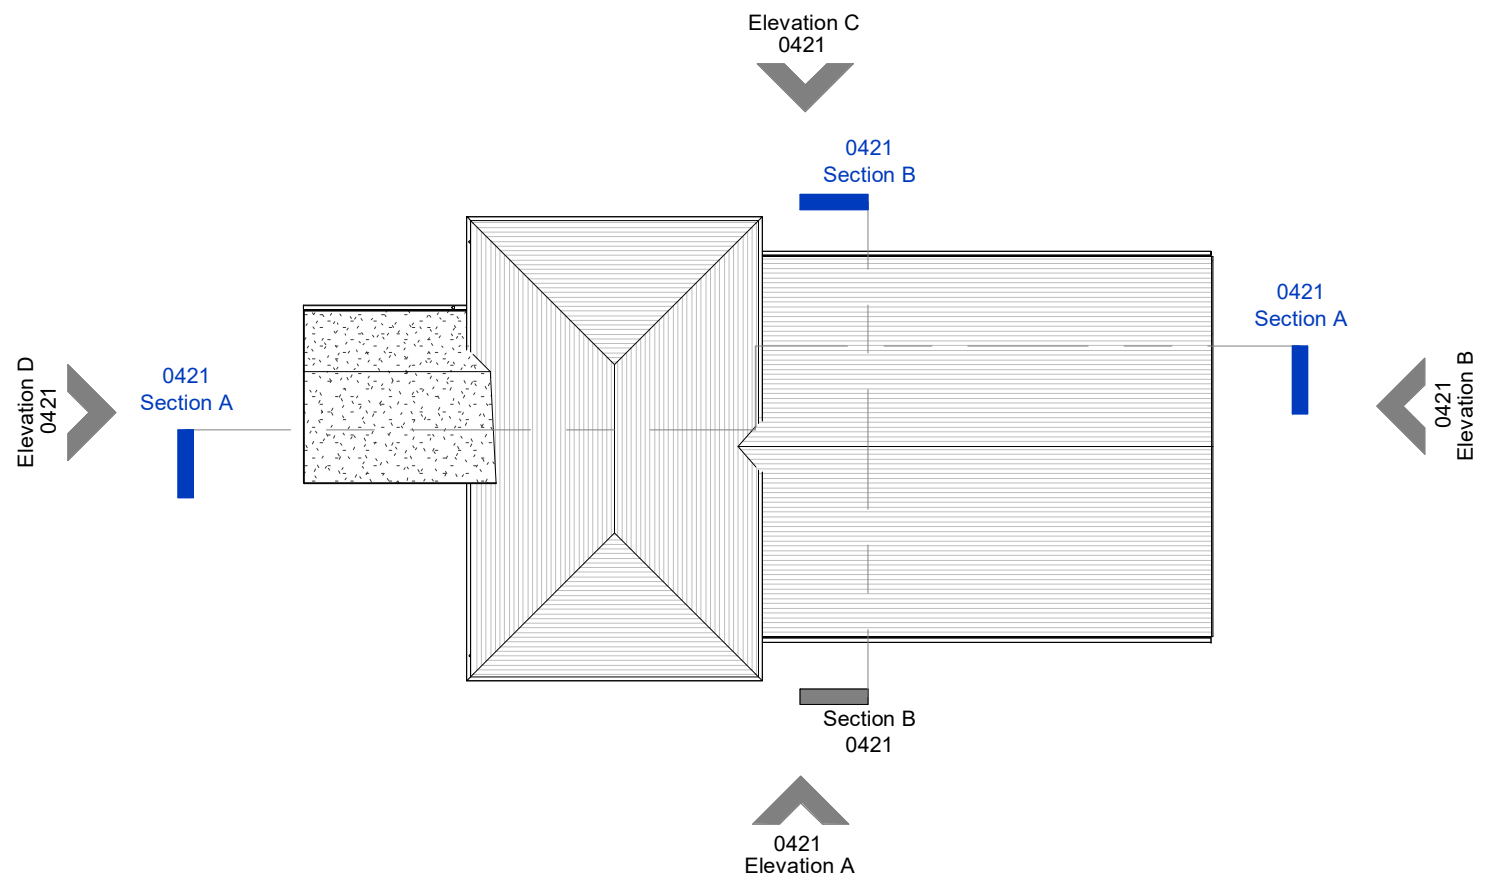 Elevation C
0421
0421
Section B
0421
Section A
Elevation D
0421
0421
Section A
0421
Elevation B
Section B
0421
0421
Elevation A